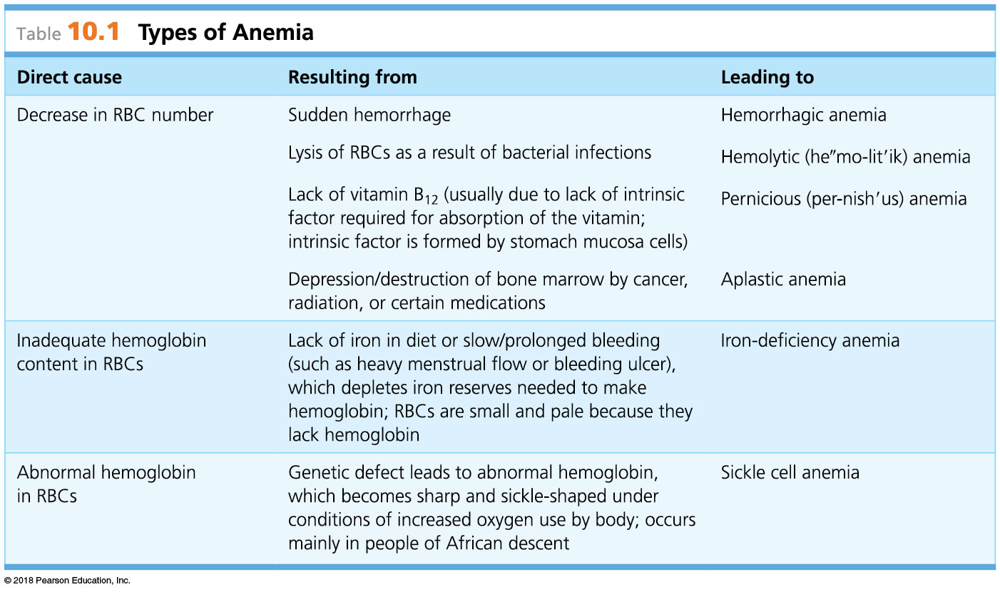 Table 10.1 Types of Anemia
Direct cause
Resulting from
Leading to
Decrease in RBC number
Sudden hemorrhage
Hemorrhagic anemia
Lysis of RBCs as a result of bacterial infections
Hemolytic (he″mo-lit′ik) anemia
Lack of vitamin B12 (usually due to lack of intrinsic
factor required for absorption of the vitamin;
intrinsic factor is formed by stomach mucosa cells)
Pernicious (per-nish′us) anemia
Depression/destruction of bone marrow by cancer,
radiation, or certain medications
Aplastic anemia
Inadequate hemoglobin
content in RBCs
Lack of iron in diet or slow/prolonged bleeding
(such as heavy menstrual flow or bleeding ulcer),
which depletes iron reserves needed to make
hemoglobin; RBCs are small and pale because they
lack hemoglobin
Iron-deficiency anemia
Abnormal hemoglobin
in RBCs
Genetic defect leads to abnormal hemoglobin,
which becomes sharp and sickle-shaped under
conditions of increased oxygen use by body; occurs
mainly in people of African descent
Sickle cell anemia
© 2018 Pearson Education, Inc.